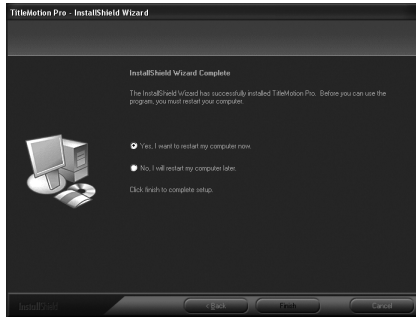 TitleMotion Pro - InstallShield Wizard
InstallShield Wizard Complete
The InstallShield Wizard has successfully installed TitleMotion Pro. Before you can use the
program, you must restart your computer.
Yes, I want to restart my computer now.
No, I will restart my computer later.
Click finish to complete setup.
InstallShield
< Back
Finish
Cancel